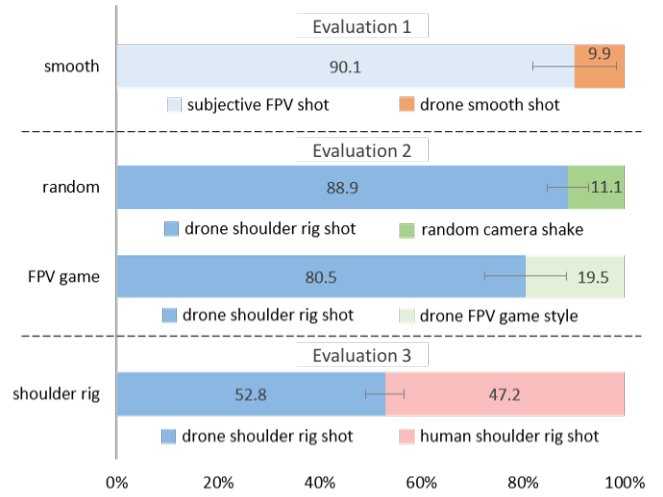 Evaluation 1
smooth
90.1
9.9
subjective FPV shot
drone smooth shot
Evaluation 2
random
88.9
11.1
drone shoulder rig shot
random camera shake
FPV game
80.5
19.5
drone shoulder rig shot
drone FPV game style
Evaluation 3
shoulder rig
52.8
47.2
drone shoulder rig shot
human shoulder rig shot
0% 20% 40% 60% 80% 100%